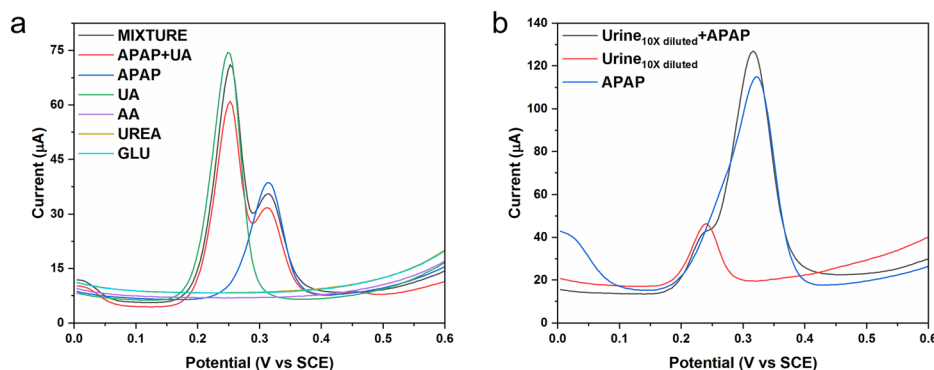 a
MIXTURE
APAP+UA
APAP
UA
AA
UREA
GLU
75
60
45
30
15
0
Current (µA)
0.0 0.1 0.2 0.3 0.4 0.5 0.6
Potential (V vs SCE)
b
Urine10X diluted+APAP
Urine10X diluted
APAP
140
120
100
80
60
40
20
0
Current (µA)
0.0 0.1 0.2 0.3 0.4 0.5 0.6
Potential (V vs SCE)